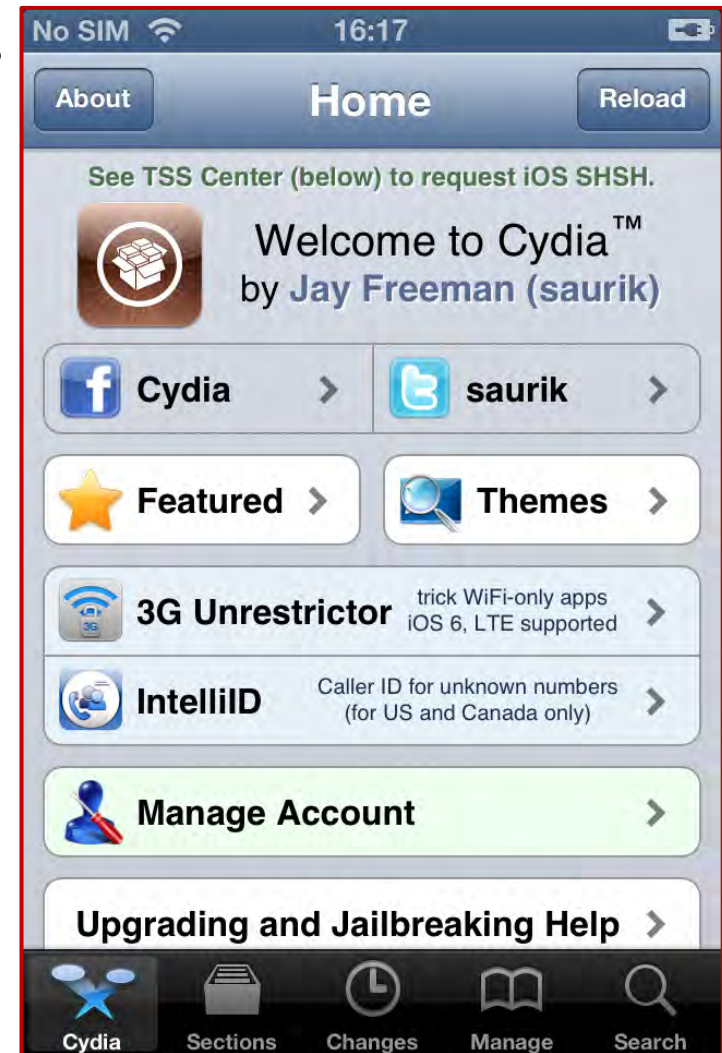 No SIM 16:17
About Home Reload
See TSS Center (below) to request iOS SHSH.
Welcome to Cydia™
by Jay Freeman (saurik)
Cydia saurik
Featured Themes
3G Unrestrictor trick WiFi-only apps
iOS 6, LTE supported
IntelliID Caller ID for unknown numbers
(for US and Canada only)
Manage Account
Upgrading and Jailbreaking Help
Cydia Sections Changes Manage Search